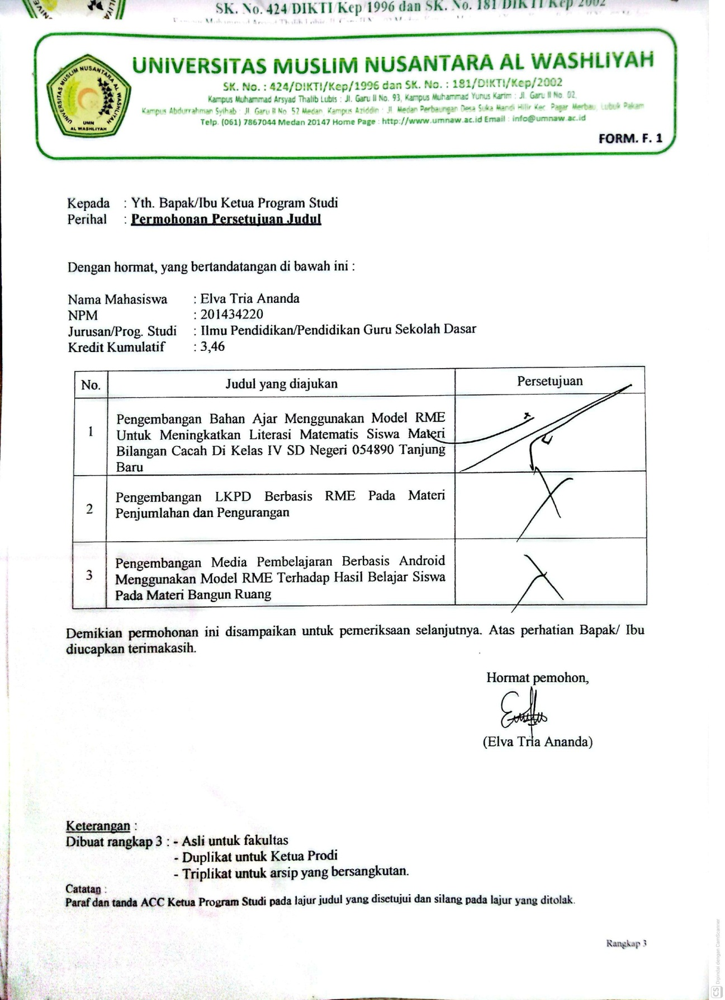 SK. No. 424/DIKTI/Kep 1996 dan SK. No. 181/DIKTI/Kep 2002
UNIVERSITAS MUSLIM NUSANTARA AL WASHLIYAH
SK. No. : 424/DIKTI/Kep/1996 dan SK. No. : 181/DIKTI/Kep/2002
Kampus Muhammad Arsyad Thalib Lubis : Jl. Garu II No. 93, Kampus Muhammad Yunus Karim : Jl. Garu II No. 02,
Kampus Abdurrahman Syihab : Jl Garu II No. 52 Medan, Kampus Aziddin : Jl. Medan Perbaungan Desa Suka Mandi Hilir Kec. Pagar Merbau, Lubuk Pakam
Telp. (061) 7867044 Medan 20147 Home Page : http://www.umnaw.ac.id Email : info@umnaw.ac.id
UNIVERSITAS MUSLIM NUSANTARA AL WASHLIYAH
UMN
AL WASHLIYAH
FORM. F. 1
Kepada : Yth. Bapak/Ibu Ketua Program Studi
Perihal : Permohonan Persetujuan Judul
Dengan hormat, yang bertandatangan di bawah ini :
Nama Mahasiswa : Elva Tria Ananda
NPM : 201434220
Jurusan/Prog. Studi : Ilmu Pendidikan/Pendidikan Guru Sekolah Dasar
Kredit Kumulatif : 3,46
No. Judul yang diajukan Persetujuan
1 Pengembangan Bahan Ajar Menggunakan Model RME
Untuk Meningkatkan Literasi Matematis Siswa Materi
Bilangan Cacah Di Kelas IV SD Negeri 054890 Tanjung
Baru
2 Pengembangan LKPD Berbasis RME Pada Materi
Penjumlahan dan Pengurangan
3 Pengembangan Media Pembelajaran Berbasis Android
Menggunakan Model RME Terhadap Hasil Belajar Siswa
Pada Materi Bangun Ruang
Demikian permohonan ini disampaikan untuk pemeriksaan selanjutnya. Atas perhatian Bapak/ Ibu
diucapkan terimakasih.
Hormat pemohon,
(Elva Tria Ananda)
Keterangan :
Dibuat rangkap 3 : - Asli untuk fakultas
- Duplikat untuk Ketua Prodi
- Triplikat untuk arsip yang bersangkutan.
Catatan :
Paraf dan tanda ACC Ketua Program Studi pada lajur judul yang disetujui dan silang pada lajur yang ditolak.
Rangkap 3
CS Dipindai dengan CamScanner